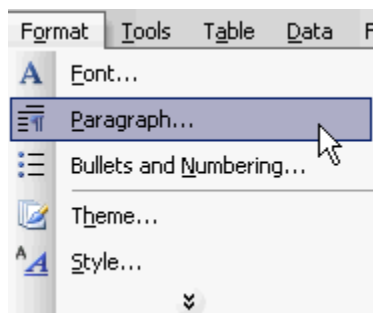 Format Tools Table Data F
Font...
Paragraph...
Bullets and Numbering...
Theme...
Style...